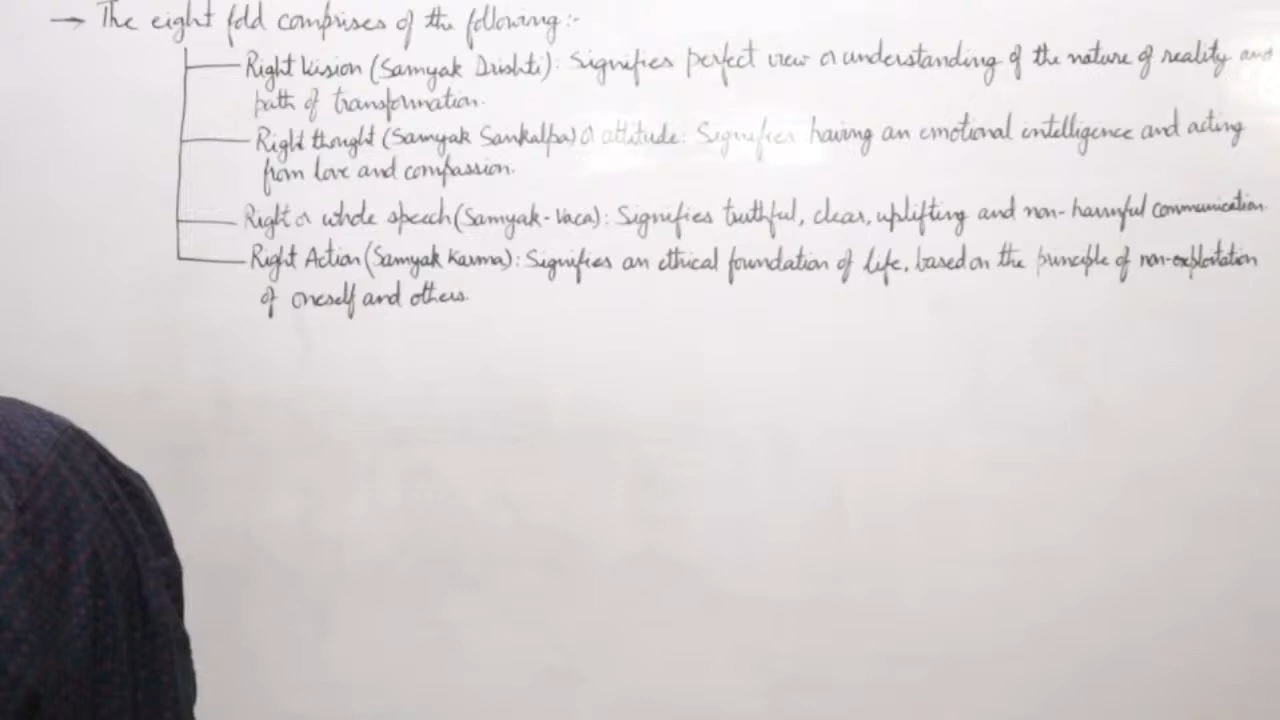 → The eight fold comprises of the following:-
Right Vision (Samyak Drishti): Signifies perfect view or understanding of the nature of reality and
path of transformation.
Right thought (Samyak Sankalpa) or attitude: Signifies having an emotional intelligence and acting
from love and compassion.
Right or whole speech (Samyak-Vaca): Signifies truthful, clear, uplifting and non-harmful communication.
Right Action (Samyak Karma): Signifies an ethical foundation of life, based on the principle of non-exploitation
of oneself and others.